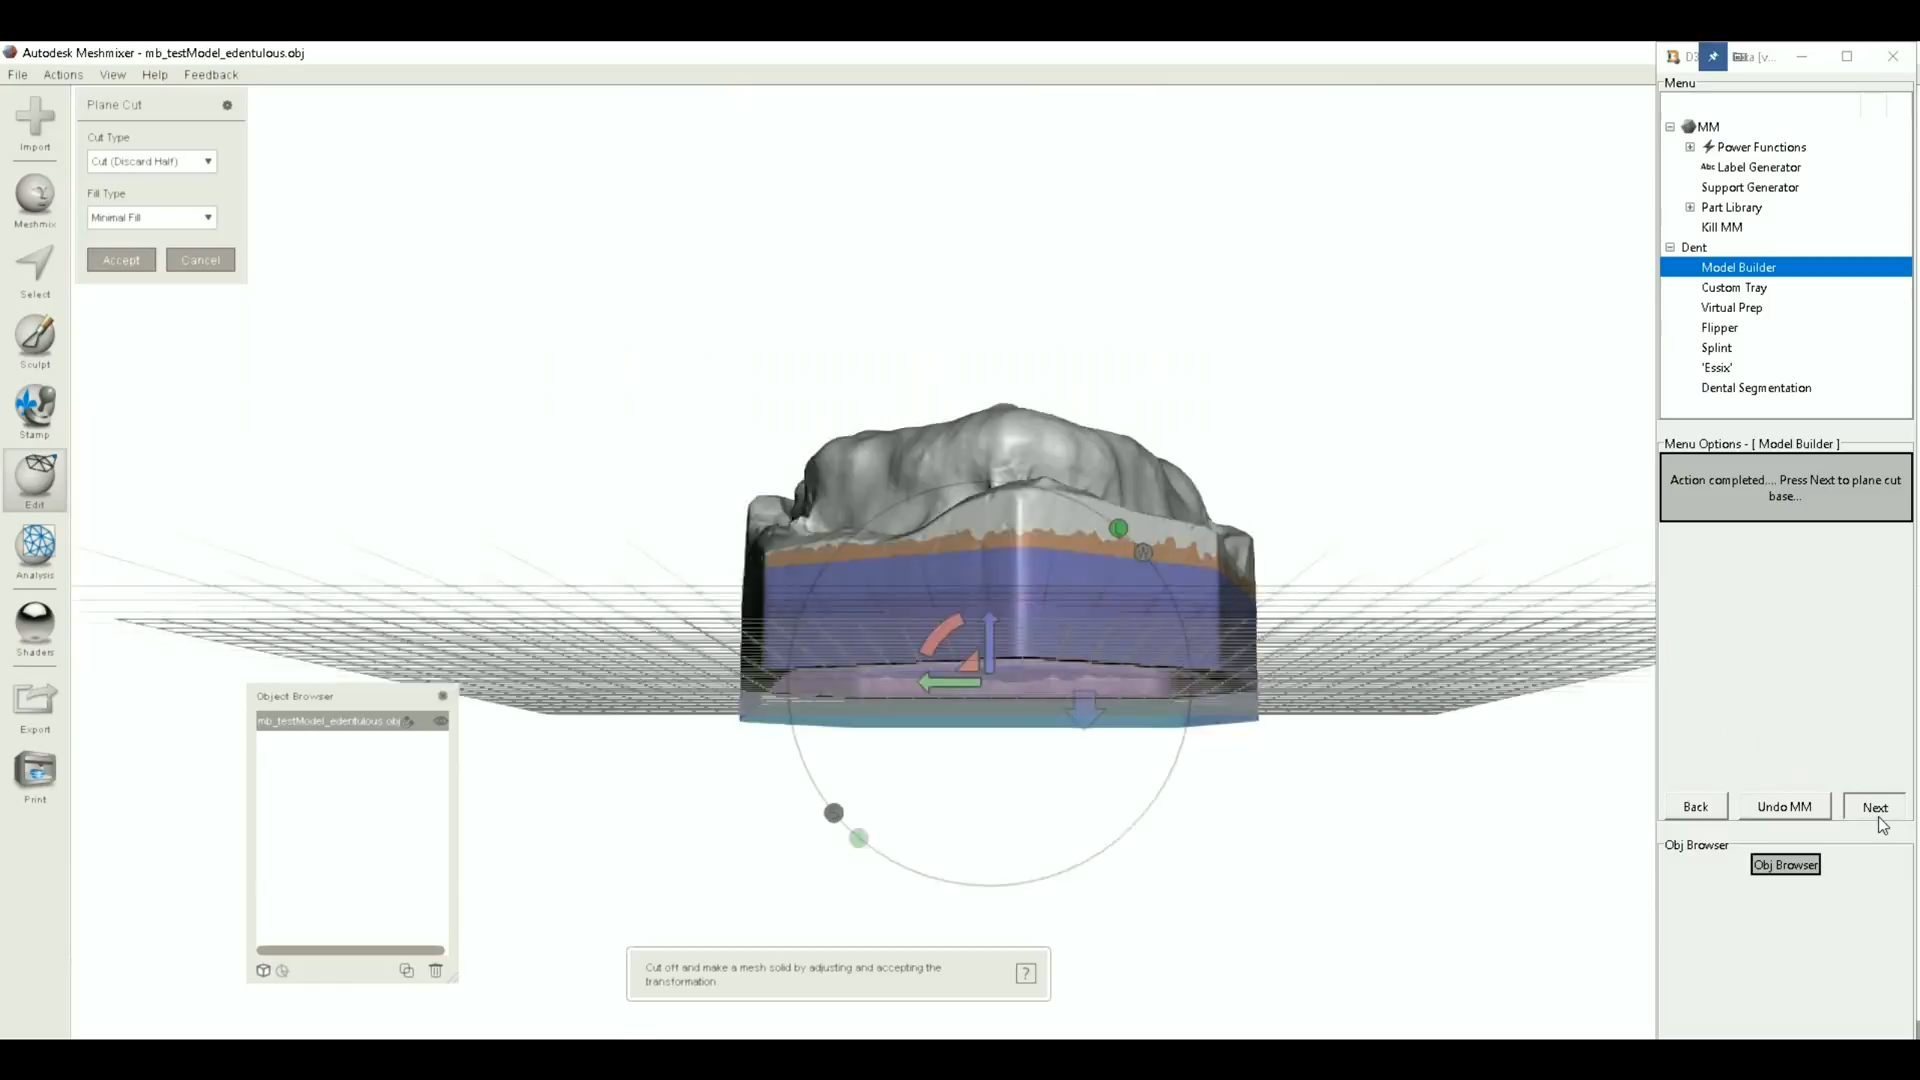 Autodesk Meshmixer - mb_testModel_edentulous.obj
File Actions View Help Feedback
Import
Meshmix
Select
Sculpt
Stamp
Edit
Analysis
Shaders
Export
Print
Plane Cut
Cut Type
Cut (Discard Half)
Fill Type
Minimal Fill
Accept Cancel
Object Browser
mb_testModel_edentulous.obj
Cut off and make a mesh solid by adjusting and accepting the
transformation
?
Menu
MM
Power Functions
Abc Label Generator
Support Generator
Part Library
Kill MM
Dent
Model Builder
Custom Tray
Virtual Prep
Flipper
Splint
'Essix'
Dental Segmentation
Menu Options - [ Model Builder ]
Action completed.... Press Next to plane cut
base...
Back Undo MM Next
Obj Browser
Obj Browser